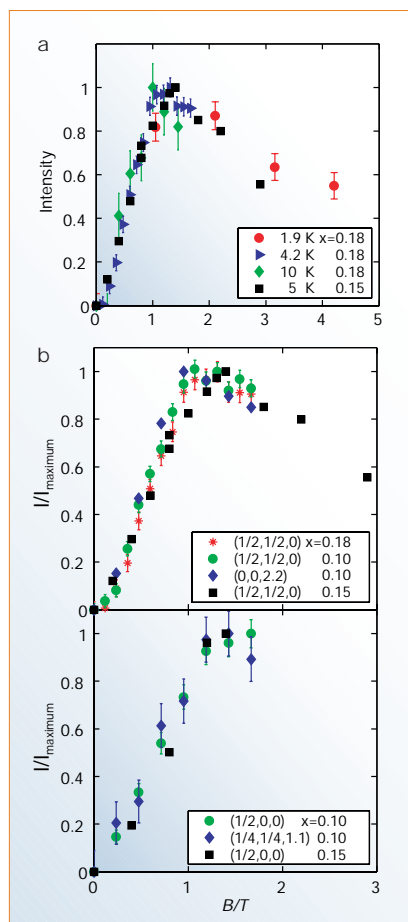 a
Intensity
1
0.8
0.6
0.4
0.2
0
1.9 K x=0.18
4.2 K 0.18
10 K 0.18
5 K 0.15
0 1 2 3 4 5
b
I/Imaximum
1
0.8
0.6
0.4
0.2
0
(1/2,1/2,0) x=0.18
(1/2,1/2,0) 0.10
(0,0,2.2) 0.10
(1/2,1/2,0) 0.15
I/Imaximum
1
0.8
0.6
0.4
0.2
0
(1/2,0,0) x=0.10
(1/4,1/4,1.1) 0.10
(1/2,0,0) 0.15
0 1 2 3
B/T